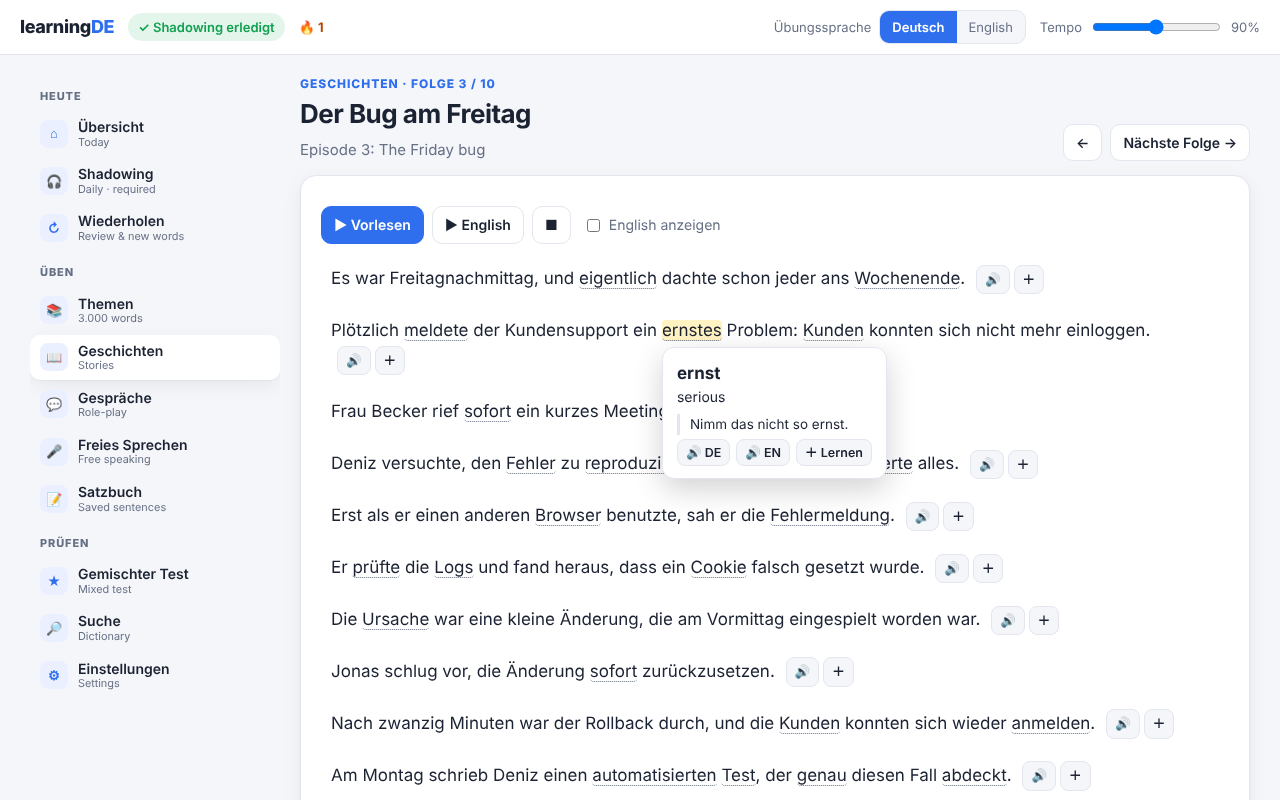 learningDE
✓ Shadowing erledigt
🔥 1
Übungssprache
Deutsch
English
Tempo
90%
HEUTE
Übersicht
Today
Shadowing
Daily · required
Wiederholen
Review & new words
ÜBEN
Themen
3.000 words
Geschichten
Stories
Gespräche
Role-play
Freies Sprechen
Free speaking
Satzbuch
Saved sentences
PRÜFEN
Gemischter Test
Mixed test
Suche
Dictionary
Einstellungen
Settings
GESCHICHTEN · FOLGE 3 / 10
Der Bug am Freitag
Episode 3: The Friday bug
←
Nächste Folge →
▶ Vorlesen
▶ English
■
English anzeigen
Es war Freitagnachmittag, und eigentlich dachte schon jeder ans Wochenende. 🔊 +
Plötzlich meldete der Kundensupport ein ernstes Problem: Kunden konnten sich nicht mehr einloggen.
🔊 +
ernst
serious
Nimm das nicht so ernst.
🔊 DE 🔊 EN + Lernen
Frau Becker rief sofort ein kurzes Meeting
Deniz versuchte, den Fehler zu alles. 🔊 +
Erst als er einen anderen Browser benutzte, sah er die Fehlermeldung. 🔊 +
Er prüfte die Logs und fand heraus, dass ein Cookie falsch gesetzt wurde. 🔊 +
Die Ursache war eine kleine Änderung, die am Vormittag eingespielt worden war. 🔊 +
Jonas schlug vor, die Änderung sofort zurückzusetzen. 🔊 +
Nach zwanzig Minuten war der Rollback durch, und die Kunden konnten sich wieder anmelden. 🔊 +
Am Montag schrieb Deniz einen automatisierten Test, der genau diesen Fall abdeckt. 🔊 +